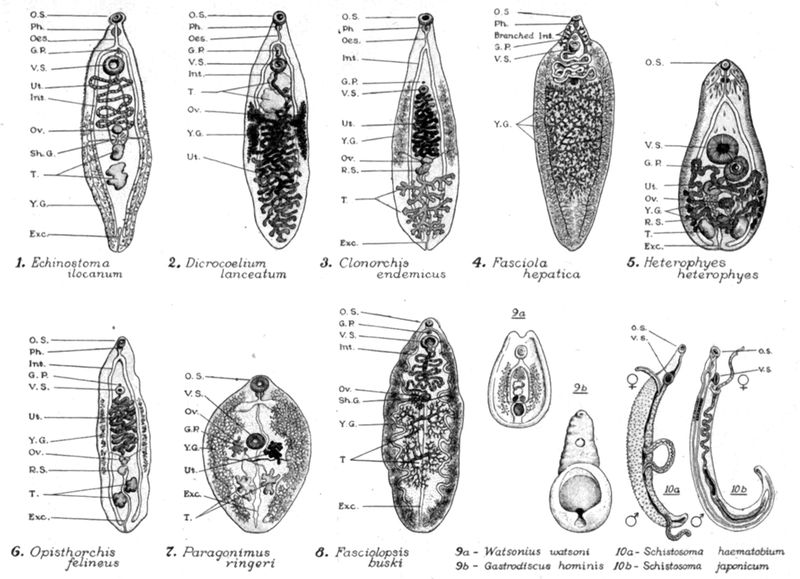 O.S.
Ph.
Oes.
G.P.
V.S.
Ut.
Int.
Ov.
Sh.G.
T.
Y.G.
Exc.
1. Echinostoma
ilocanum
O.S.
Ph.
Oes.
G.P.
V.S.
Int.
T.
Ov.
Y.G.
Ut.
2. Dicrocoelium
lanceatum
O.S.
Ph
Oes.
Int.
G.P.
V.S.
Ut.
Y.G.
Ov.
R.S.
T.
Exc.
3. Clonorchis
endemicus
O.S
Ph.
Branched Int.
G.P.
V.S.
Y.G.
4. Fasciola
hepatica
O.S.
V.S.
G.P.
Ut.
Ov.
Y.G.
R.S.
T.
Exc.
5. Heterophyes
heterophyes
O.S.
Ph.
Int.
G.P.
V.S.
Ut.
Y.G.
Ov.
R.S.
T.
Exc.
6. Opisthorchis
felineus
O.S.
V.S.
Ov.
G.P.
Y.G.
Ut.
Exc.
T.
7. Paragonimus
ringeri
O.S.
G.P.
V.S.
Int.
Ov.
Sh.G.
Y.G.
T
Exc.
8. Fasciolopsis
buski
9a
9b
9a - Watsonius watsoni
9b - Gastrodiscus hominis
O.S.
V.S.
♀
♂
10a
O.S.
V.S.
♀
♂
10b
10a - Schistosoma haematobium
10b - Schistosoma japonicum